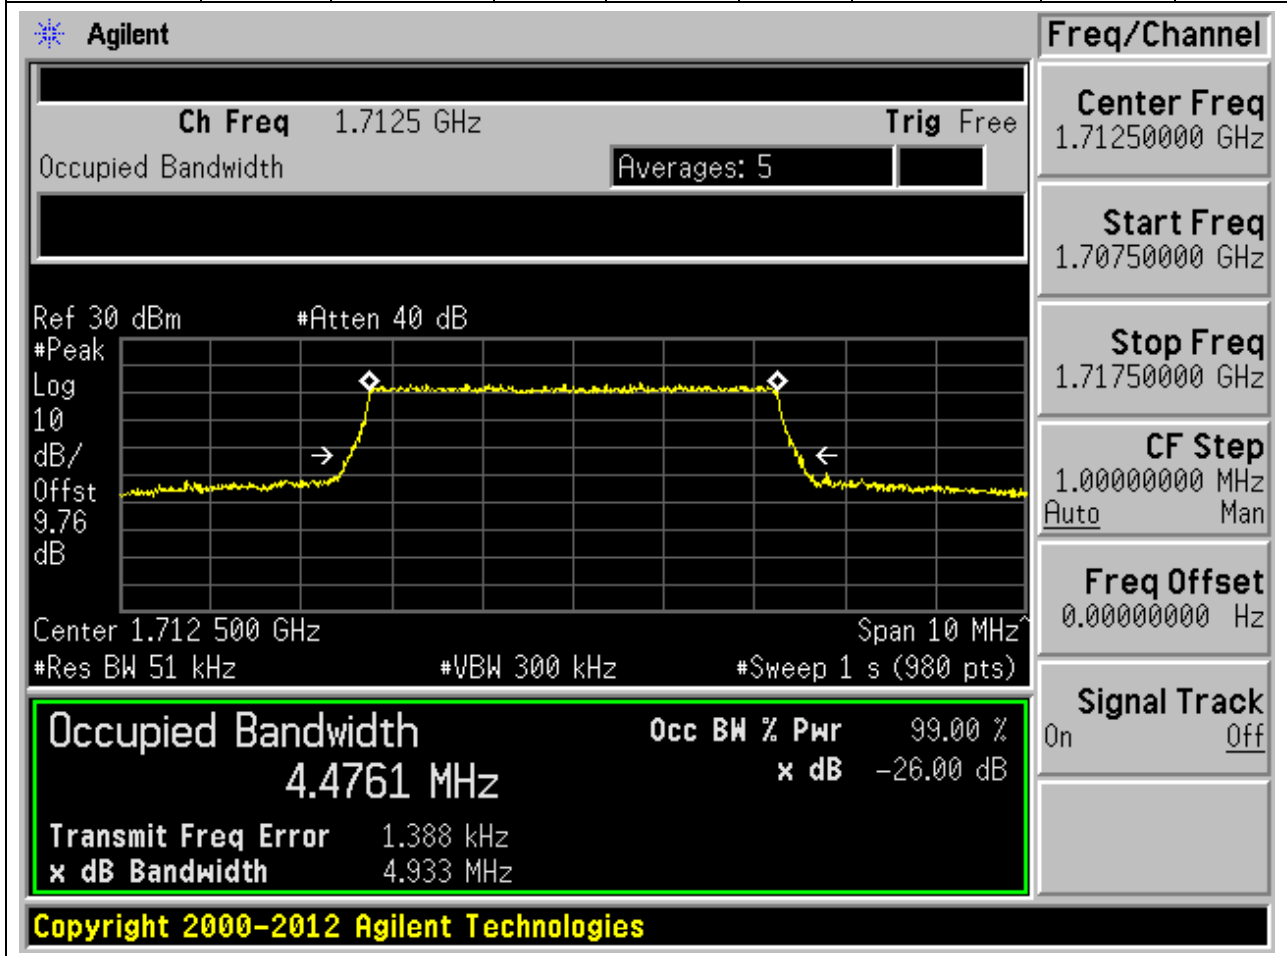 Agilent
Ch Freq 1.7125 GHz Trig Free
Occupied Bandwidth Averages: 5
Ref 30 dBm #Atten 40 dB
#Peak
Log
10
dB/
Offst
9.76
dB
Center 1.712 500 GHz Span 10 MHz^
#Res BW 51 kHz #VBW 300 kHz #Sweep 1 s (980 pts)
Occupied Bandwidth Occ BW % Pwr 99.00 %
4.4761 MHz x dB -26.00 dB
Transmit Freq Error 1.388 kHz
x dB Bandwidth 4.933 MHz
Copyright 2000-2012 Agilent Technologies
Freq/Channel
Center Freq
1.71250000 GHz
Start Freq
1.70750000 GHz
Stop Freq
1.71750000 GHz
CF Step
1.00000000 MHz
Auto Man
Freq Offset
0.00000000 Hz
Signal Track
On Off